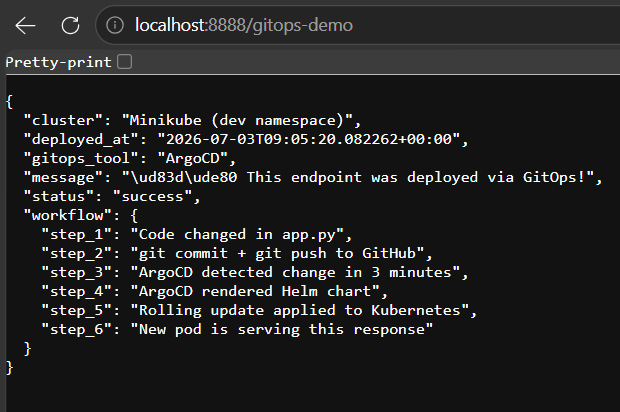 localhost:8888/gitops-demo
Pretty-print
{
  "cluster": "Minikube (dev namespace)",
  "deployed_at": "2026-07-03T09:05:20.082262+00:00",
  "gitops_tool": "ArgoCD",
  "message": "\ud83d\ude80 This endpoint was deployed via GitOps!",
  "status": "success",
  "workflow": {
    "step_1": "Code changed in app.py",
    "step_2": "git commit + git push to GitHub",
    "step_3": "ArgoCD detected change in 3 minutes",
    "step_4": "ArgoCD rendered Helm chart",
    "step_5": "Rolling update applied to Kubernetes",
    "step_6": "New pod is serving this response"
  }
}